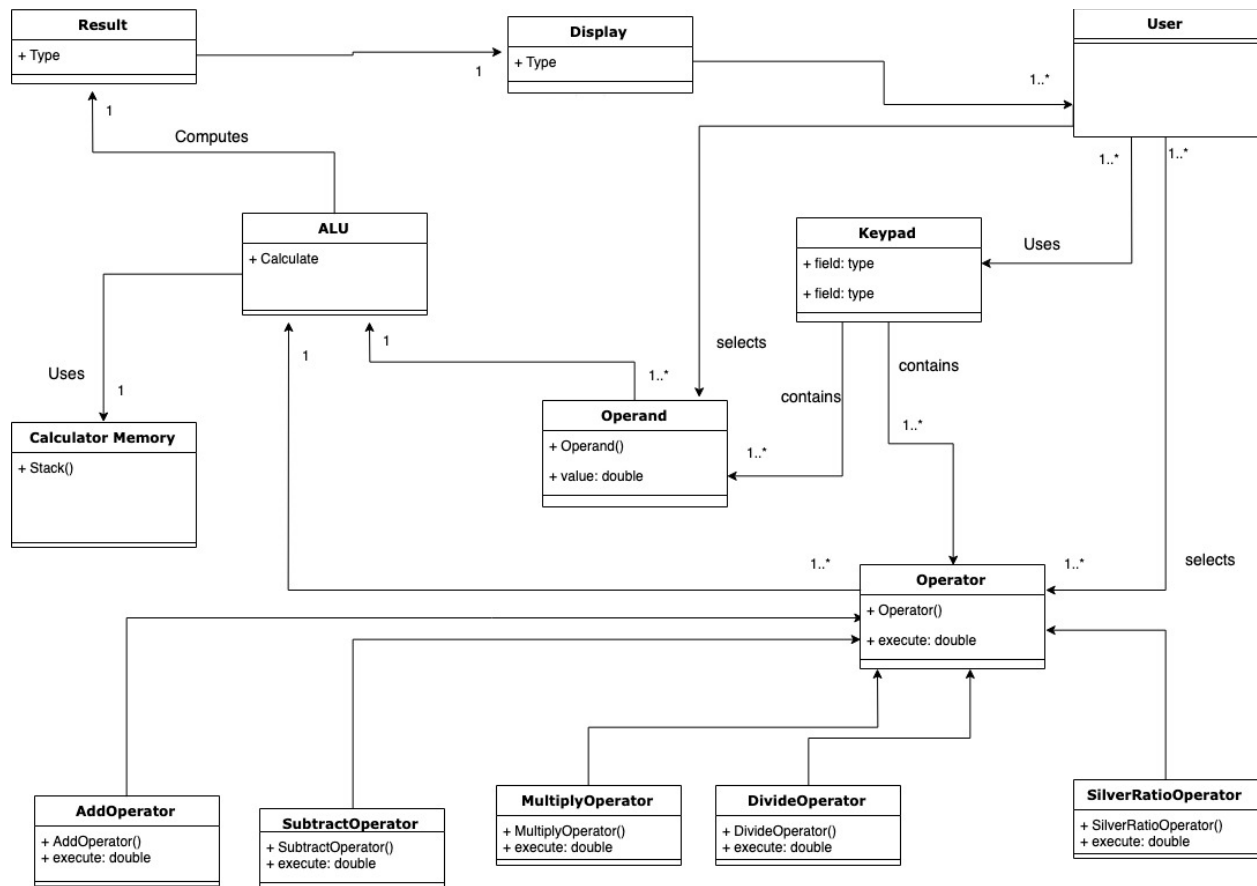 Result
+ Type
Display
+ Type
User
1
1..*
1
Computes
1..*
1..*
ALU
+ Calculate
Keypad
+ field: type
+ field: type
Uses
selects
1
1
contains
Uses
1
1..*
contains
Calculator Memory
+ Stack()
Operand
+ Operand()
+ value: double
1..*
1..*
1..*
1..*
selects
Operator
+ Operator()
+ execute: double
AddOperator
+ AddOperator()
+ execute: double
SubtractOperator
+ SubtractOperator()
+ execute: double
MultiplyOperator
+ MultiplyOperator()
+ execute: double
DivideOperator
+ DivideOperator()
+ execute: double
SilverRatioOperator
+ SilverRatioOperator()
+ execute: double